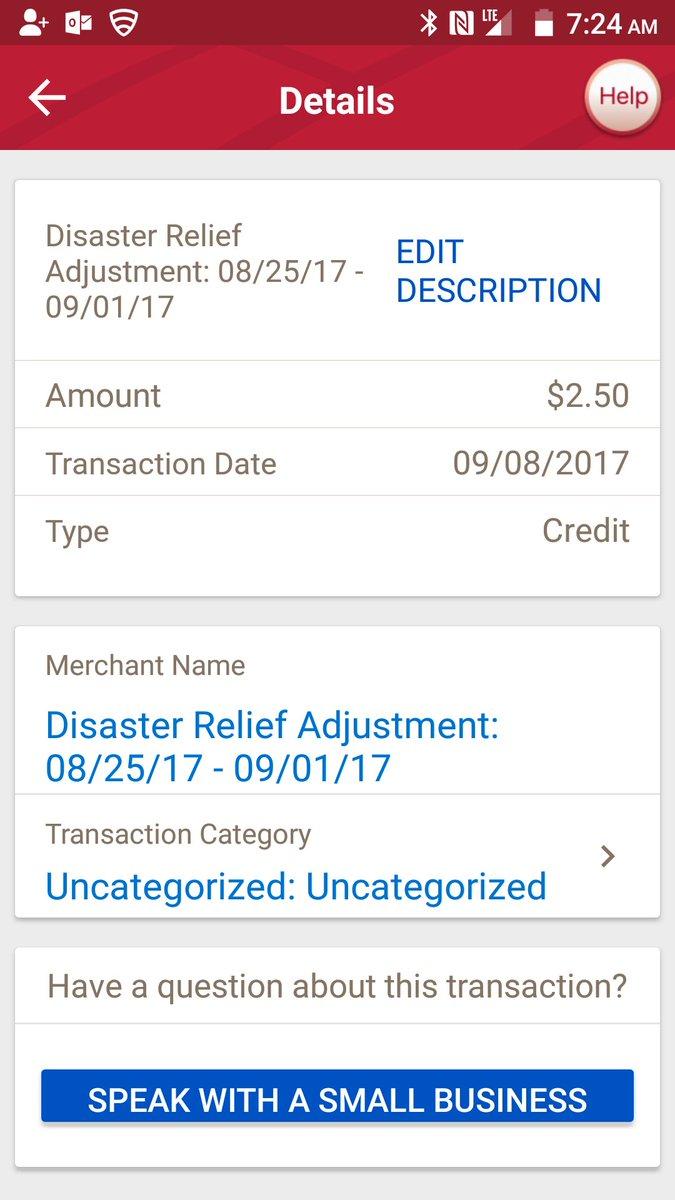 LTE 7:24 AM
Details
Help
Disaster Relief
Adjustment: 08/25/17 -
09/01/17
EDIT
DESCRIPTION
Amount $2.50
Transaction Date 09/08/2017
Type Credit
Merchant Name
Disaster Relief Adjustment:
08/25/17 - 09/01/17
Transaction Category
Uncategorized: Uncategorized
Have a question about this transaction?
SPEAK WITH A SMALL BUSINESS